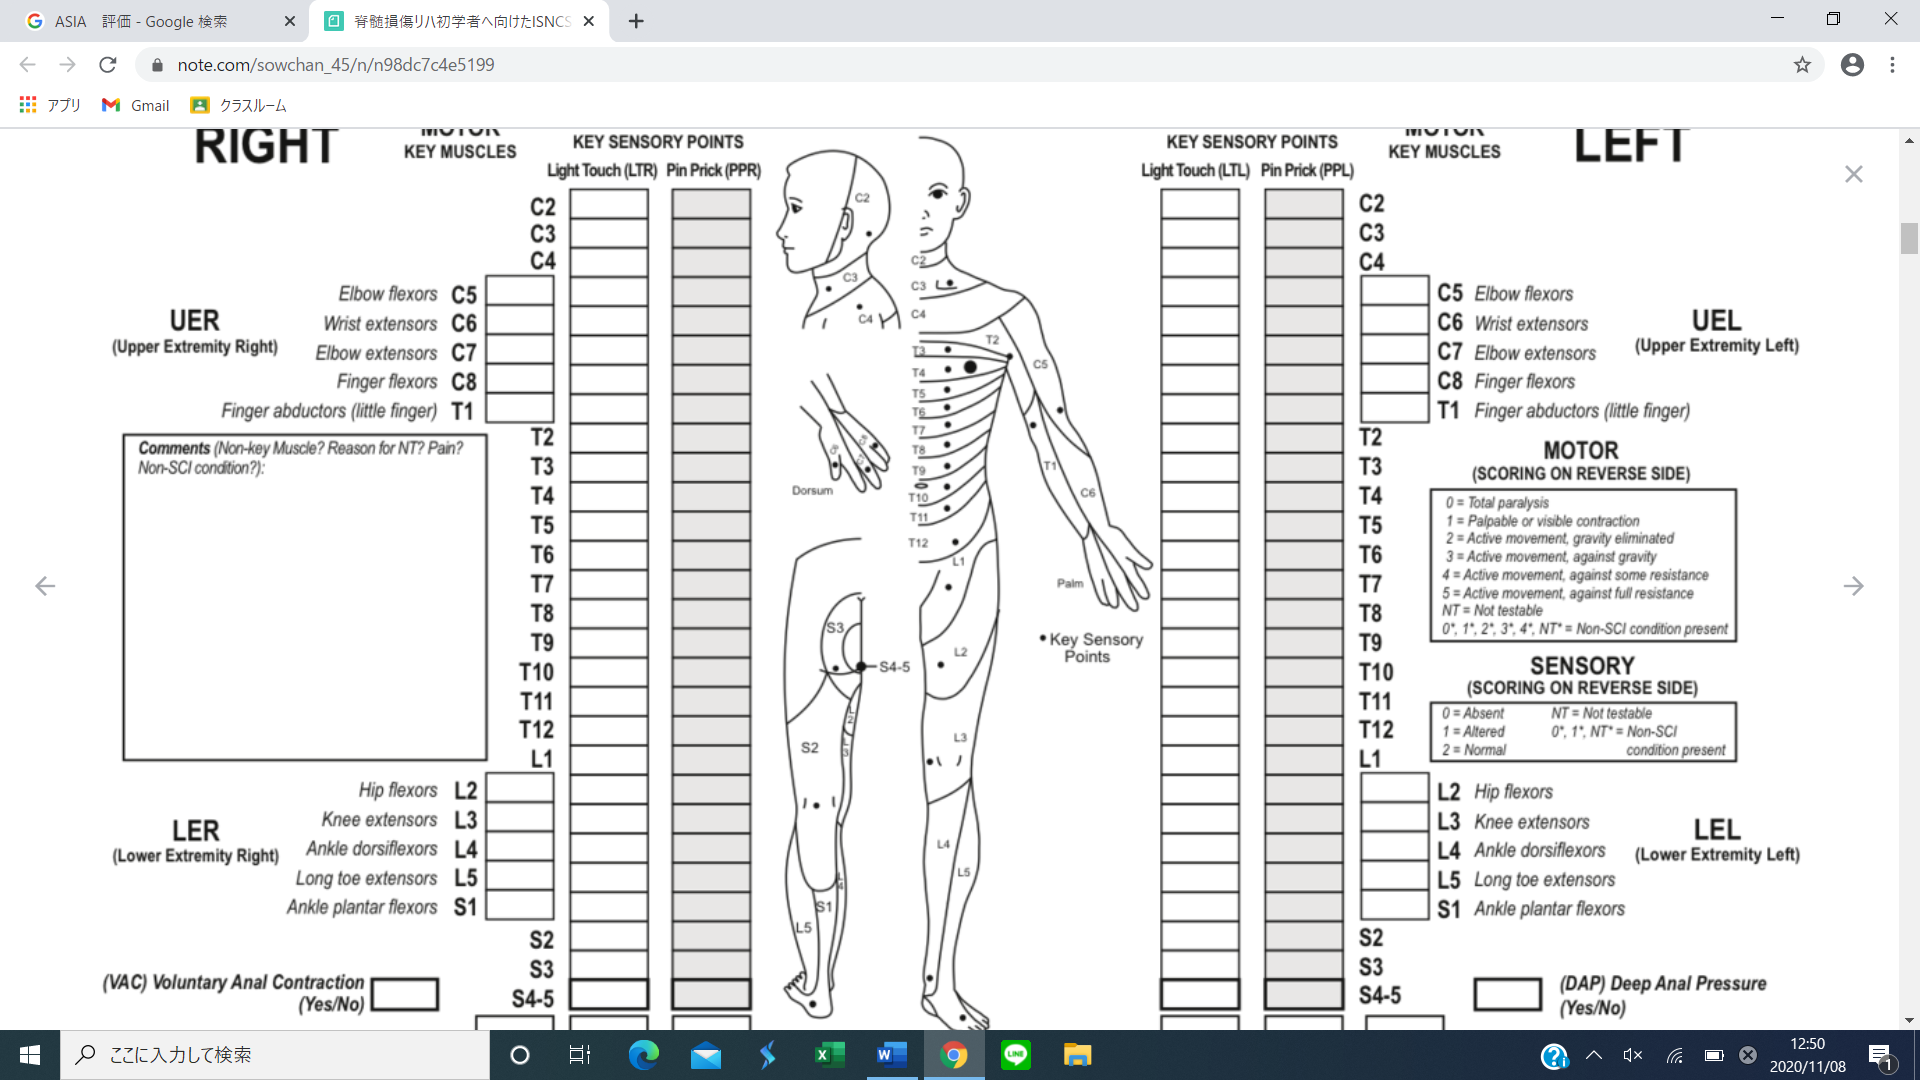 ASIA　評価 - Google 検索
脊髄損傷リハ初学者へ向けたISNCS
note.com/sowchan_45/n/n98dc7c4e5199
アプリ
Gmail
クラスルーム
RIGHT
MOTOR
KEY MUSCLES
KEY SENSORY POINTS
Light Touch (LTR) Pin Prick (PPR)
KEY SENSORY POINTS
Light Touch (LTL) Pin Prick (PPL)
MOTOR
KEY MUSCLES
LEFT
C2
C3
C4
UER
(Upper Extremity Right)
Elbow flexors C5
Wrist extensors C6
Elbow extensors C7
Finger flexors C8
Finger abductors (little finger) T1
Comments (Non-key Muscle? Reason for NT? Pain?
Non-SCI condition?):
T2
T3
T4
T5
T6
T7
T8
T9
T10
T11
T12
L1
LER
(Lower Extremity Right)
Hip flexors L2
Knee extensors L3
Ankle dorsiflexors L4
Long toe extensors L5
Ankle plantar flexors S1
S2
S3
S4-5
(VAC) Voluntary Anal Contraction
(Yes/No)
C2
C3
C4
C2
C3
C4
T2
T3
T4
T5
T6
T7
T8
T9
T10
T11
T12
L1
C5
T1
C6
C6
C7
C8
Dorsum
Palm
• Key Sensory
Points
S3
S4-5
L2
L2
L3
S2
L3
L4
L4
L5
S1
L5
C2
C3
C4
C5 Elbow flexors
C6 Wrist extensors
C7 Elbow extensors
C8 Finger flexors
T1 Finger abductors (little finger)
UEL
(Upper Extremity Left)
T2
T3
T4
T5
T6
T7
T8
T9
T10
T11
T12
L1
MOTOR
(SCORING ON REVERSE SIDE)
0 = Total paralysis
1 = Palpable or visible contraction
2 = Active movement, gravity eliminated
3 = Active movement, against gravity
4 = Active movement, against some resistance
5 = Active movement, against full resistance
NT = Not testable
0*, 1*, 2*, 3*, 4*, NT* = Non-SCI condition present
SENSORY
(SCORING ON REVERSE SIDE)
0 = Absent NT = Not testable
1 = Altered 0*, 1*, NT* = Non-SCI
2 = Normal condition present
L2 Hip flexors
L3 Knee extensors
L4 Ankle dorsiflexors
L5 Long toe extensors
S1 Ankle plantar flexors
LEL
(Lower Extremity Left)
S2
S3
S4-5
(DAP) Deep Anal Pressure
(Yes/No)
ここに入力して検索
LINE
12:50
2020/11/08
1